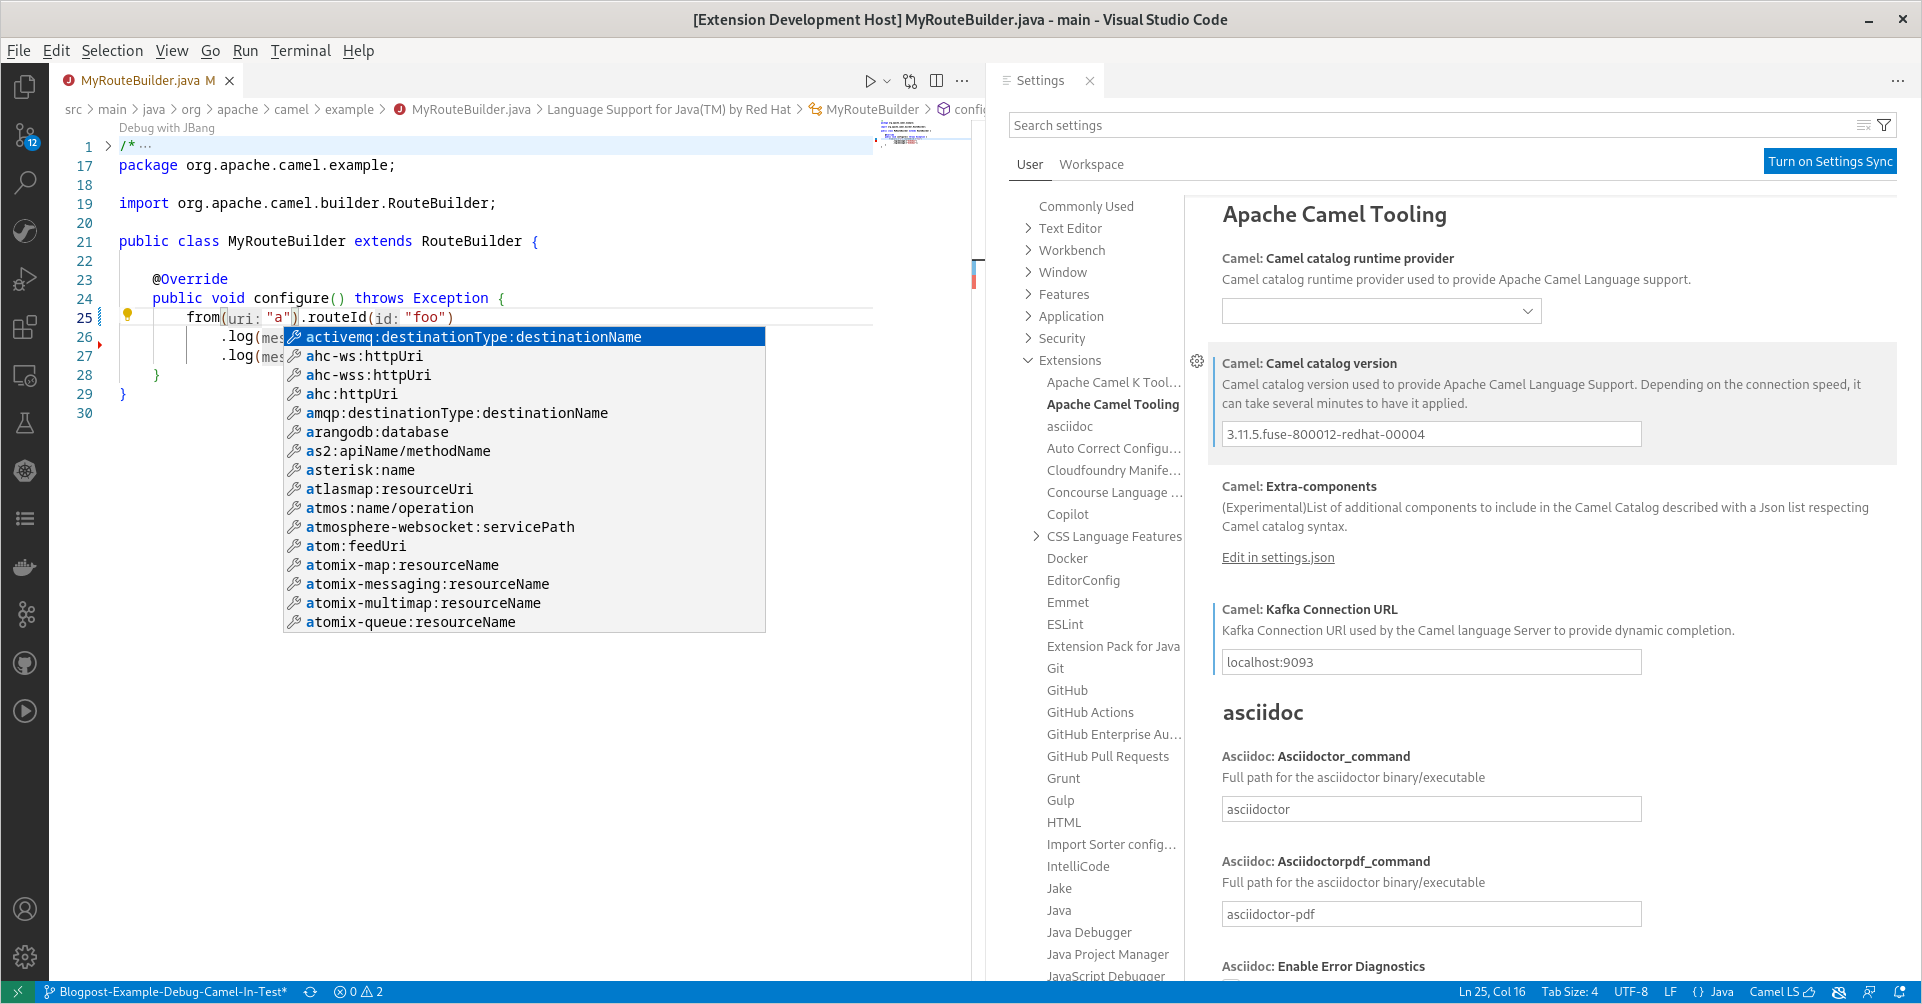 [Extension Development Host] MyRouteBuilder.java - main - Visual Studio Code
File Edit Selection View Go Run Terminal Help
MyRouteBuilder.java M
src > main > java > org > apache > camel > example > MyRouteBuilder.java > Language Support for Java(TM) by Red Hat > MyRouteBuilder > confi
Debug with JBang
1 > /* ···
17 package org.apache.camel.example;
18
19 import org.apache.camel.builder.RouteBuilder;
20
21 public class MyRouteBuilder extends RouteBuilder {
22
23 @Override
24 public void configure() throws Exception {
25 from(uri: "a").routeId(id: "foo")
26 .log(mes
27 .log(mes
28 }
29 }
30
activemq:destinationType:destinationName
ahc-ws:httpUri
ahc-wss:httpUri
ahc:httpUri
amqp:destinationType:destinationName
arangodb:database
as2:apiName/methodName
asterisk:name
atlasmap:resourceUri
atmos:name/operation
atmosphere-websocket:servicePath
atom:feedUri
atomix-map:resourceName
atomix-messaging:resourceName
atomix-multimap:resourceName
atomix-queue:resourceName
12
Settings
Search settings
User Workspace
Turn on Settings Sync
Commonly Used
Text Editor
Workbench
Window
Features
Application
Security
Extensions
Apache Camel K Tool...
Apache Camel Tooling
asciidoc
Auto Correct Configu...
Cloudfoundry Manife...
Concourse Language ...
Copilot
CSS Language Features
Docker
EditorConfig
Emmet
ESLint
Extension Pack for Java
Git
GitHub
GitHub Actions
GitHub Enterprise Au...
GitHub Pull Requests
Grunt
Gulp
HTML
Import Sorter config...
IntelliCode
Jake
Java
Java Debugger
Java Project Manager
JavaScript Debugger
Apache Camel Tooling
Camel: Camel catalog runtime provider
Camel catalog runtime provider used to provide Apache Camel Language support.
Camel: Camel catalog version
Camel catalog version used to provide Apache Camel Language Support. Depending on the connection speed, it
can take several minutes to have it applied.
3.11.5.fuse-800012-redhat-00004
Camel: Extra-components
(Experimental)List of additional components to include in the Camel Catalog described with a Json list respecting
Camel catalog syntax.
Edit in settings.json
Camel: Kafka Connection URL
Kafka Connection URl used by the Camel language Server to provide dynamic completion.
localhost:9093
asciidoc
Asciidoc: Asciidoctor_command
Full path for the asciidoctor binary/executable
asciidoctor
Asciidoc: Asciidoctorpdf_command
Full path for the asciidoctor binary/executable
asciidoctor-pdf
Asciidoc: Enable Error Diagnostics
Blogpost-Example-Debug-Camel-In-Test* 0 2
Ln 25, Col 16 Tab Size: 4 UTF-8 LF {} Java Camel LS